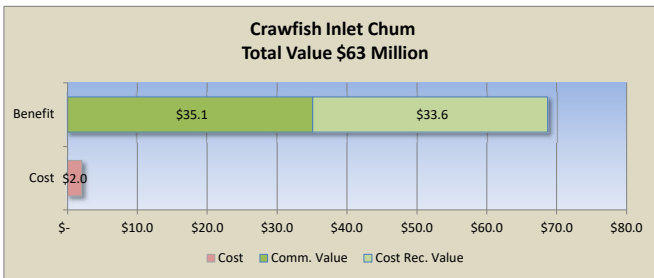 Crawfish Inlet Chum
Total Value $63 Million
Benefit $35.1 $33.6
Cost $2.0
$- $10.0 $20.0 $30.0 $40.0 $50.0 $60.0 $70.0 $80.0
Cost Comm. Value Cost Rec. Value